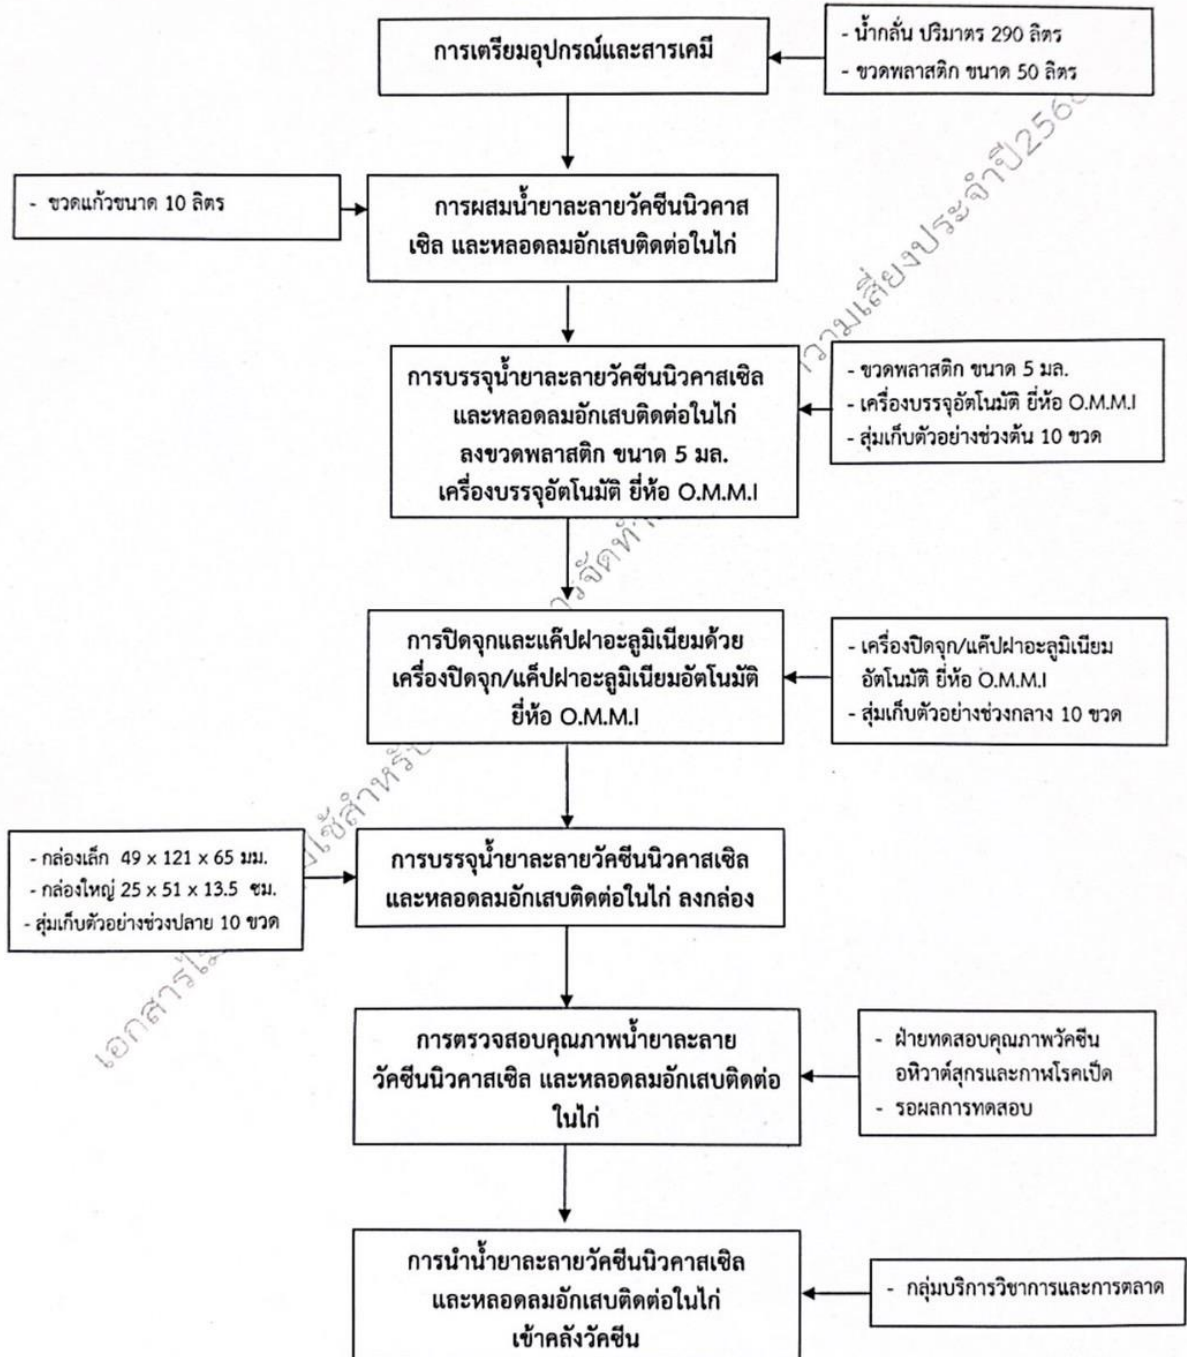 การเตรียมอุปกรณ์และสารเคมี
- น้ำกลั่น ปริมาตร 290 ลิตร
- ขวดพลาสติก ขนาด 50 ลิตร
- ขวดแก้วขนาด 10 ลิตร
การผสมน้ำยาละลายวัคซีนนิวคาส
เซิล และหลอดลมอักเสบติดต่อในไก่
การบรรจุน้ำยาละลายวัคซีนนิวคาสเซิล
และหลอดลมอักเสบติดต่อในไก่
ลงขวดพลาสติก ขนาด 5 มล.
เครื่องบรรจุอัตโนมัติ ยี่ห้อ O.M.M.I
- ขวดพลาสติก ขนาด 5 มล.
- เครื่องบรรจุอัตโนมัติ ยี่ห้อ O.M.M.I
- สุ่มเก็บตัวอย่างช่วงต้น 10 ขวด
การปิดจุกและแค๊ปฝาอะลูมิเนียมด้วย
เครื่องปิดจุก/แค็ปฝาอะลูมิเนียมอัตโนมัติ
ยี่ห้อ O.M.M.I
- เครื่องปิดจุก/แค๊ปฝาอะลูมิเนียม
อัตโนมัติ ยี่ห้อ O.M.M.I
- สุ่มเก็บตัวอย่างช่วงกลาง 10 ขวด
- กล่องเล็ก 49 x 121 x 65 มม.
- กล่องใหญ่ 25 x 51 x 13.5 ซม.
- สุ่มเก็บตัวอย่างช่วงปลาย 10 ขวด
การบรรจุน้ำยาละลายวัคซีนนิวคาสเซิล
และหลอดลมอักเสบติดต่อในไก่ ลงกล่อง
การตรวจสอบคุณภาพน้ำยาละลาย
วัคซีนนิวคาสเซิล และหลอดลมอักเสบติดต่อ
ในไก่
- ฝ่ายทดสอบคุณภาพวัคซีน
อหิวาต์สุกรและกาฬโรคเป็ด
- รอผลการทดสอบ
การนำน้ำยาละลายวัคซีนนิวคาสเซิล
และหลอดลมอักเสบติดต่อในไก่
เข้าคลังวัคซีน
- กลุ่มบริการวิชาการและการตลาด